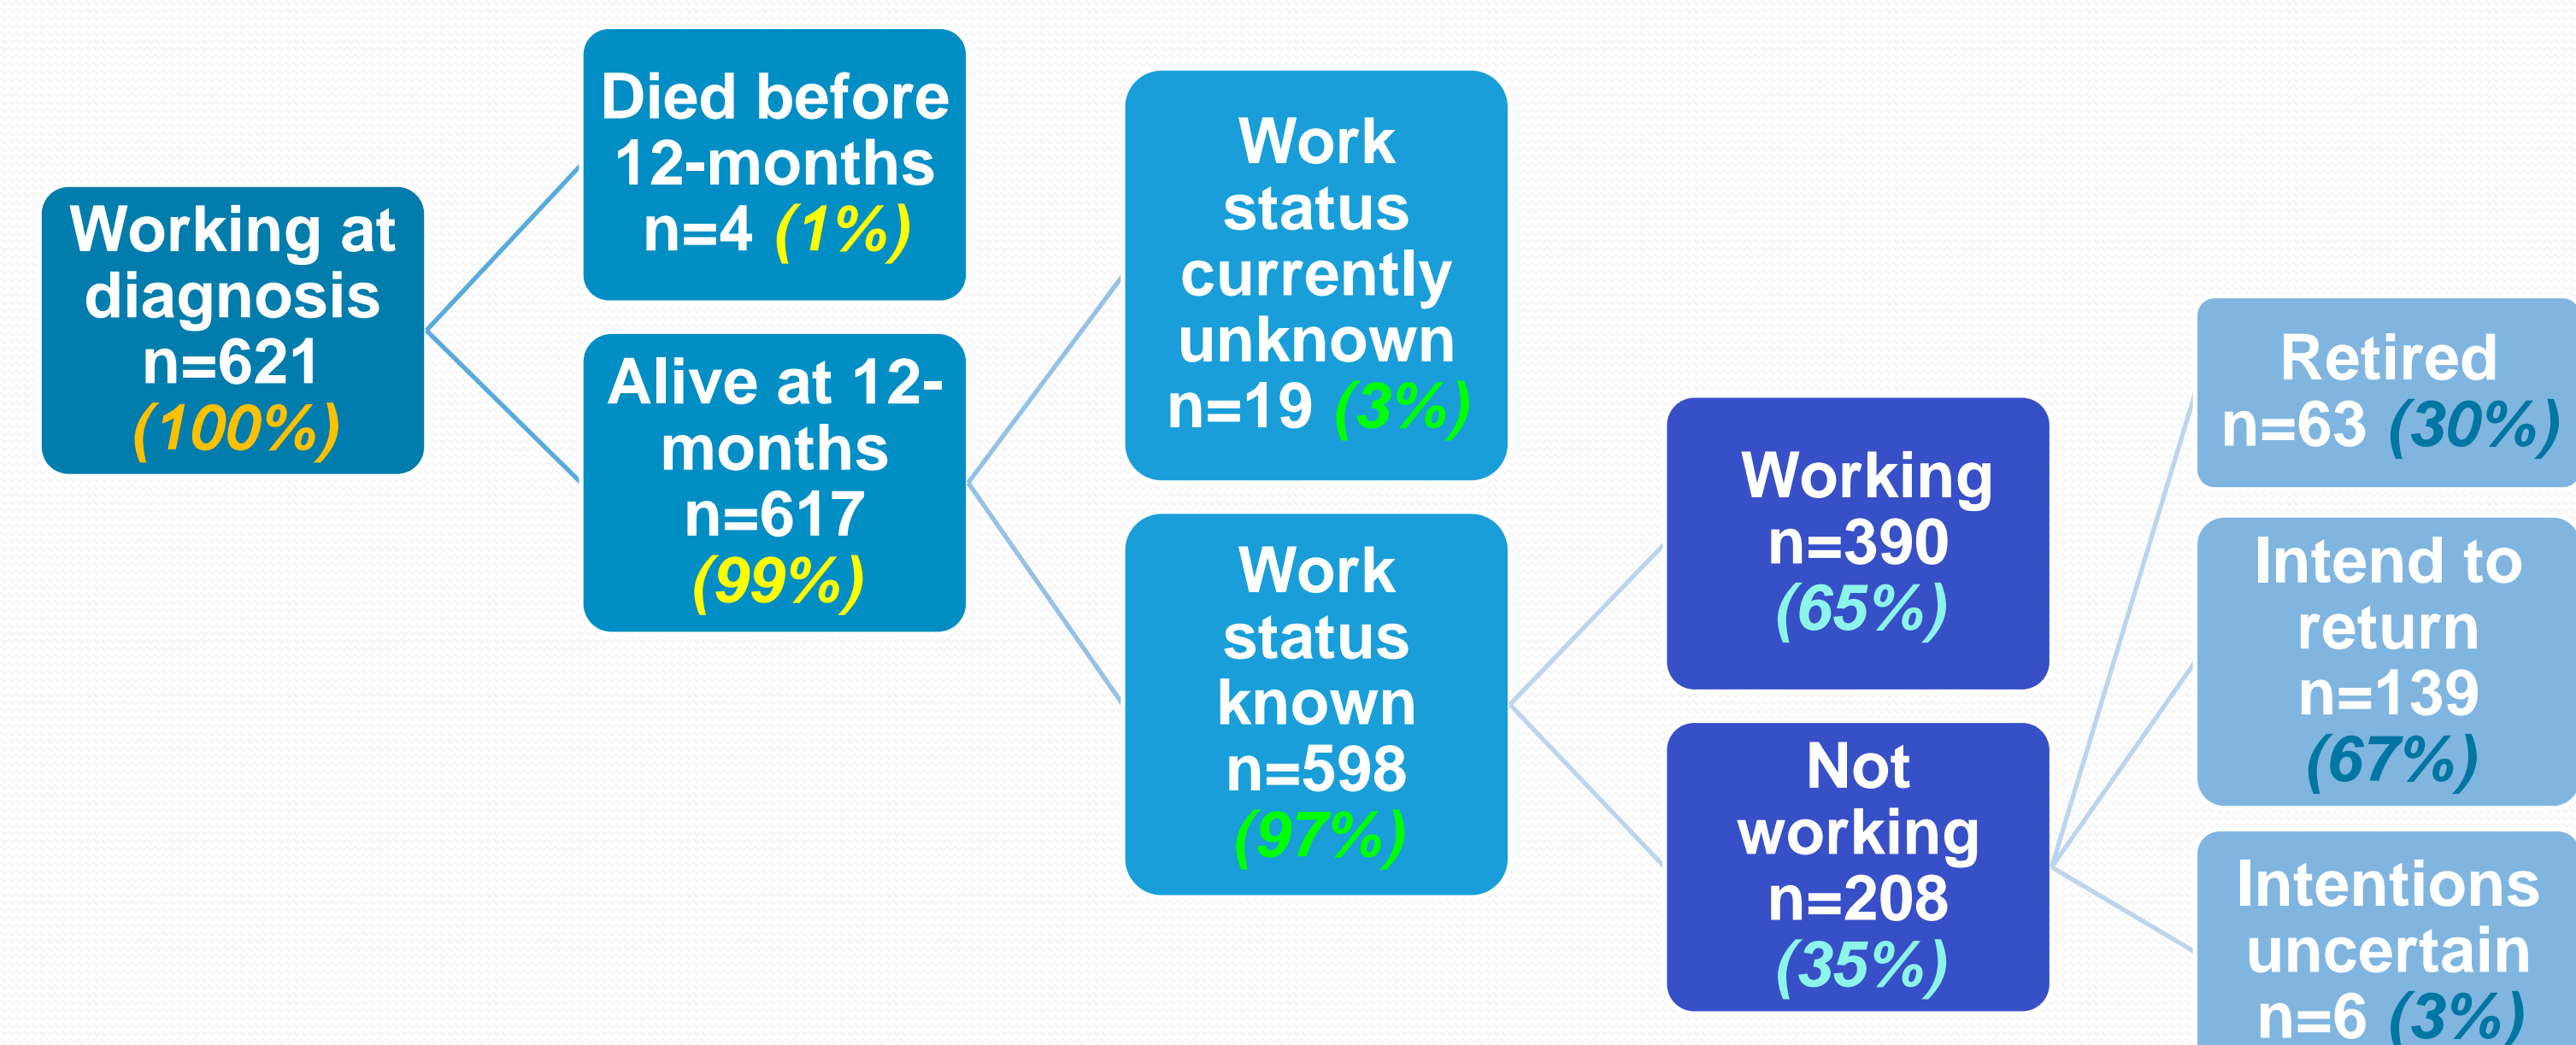 Working at
diagnosis
n=621
(100%)
Died before
12-months
n=4 (1%)
Alive at 12-
months
n=617
(99%)
Work
status
currently
unknown
n=19 (3%)
Work
status
known
n=598
(97%)
Working
n=390
(65%)
Not
working
n=208
(35%)
Retired
n=63 (30%)
Intend to
return
n=139
(67%)
Intentions
uncertain
n=6 (3%)